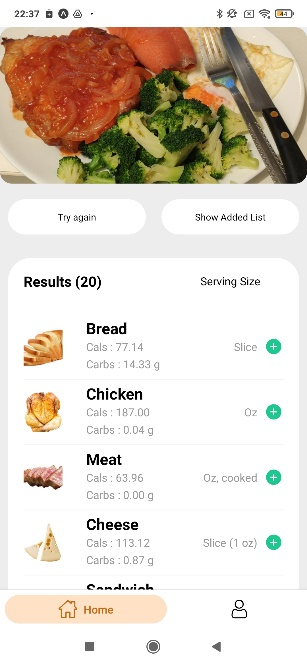 22:37
Try again
Show Added List
Results (20)
Serving Size
Bread
Cals : 77.14
Slice
Carbs : 14.33 g
Chicken
Cals : 187.00
Oz
Carbs : 0.04 g
Meat
Cals : 63.96
Oz, cooked
Carbs : 0.00 g
Cheese
Cals : 113.12
Slice (1 oz)
Carbs : 0.87 g
Sandwich
Home